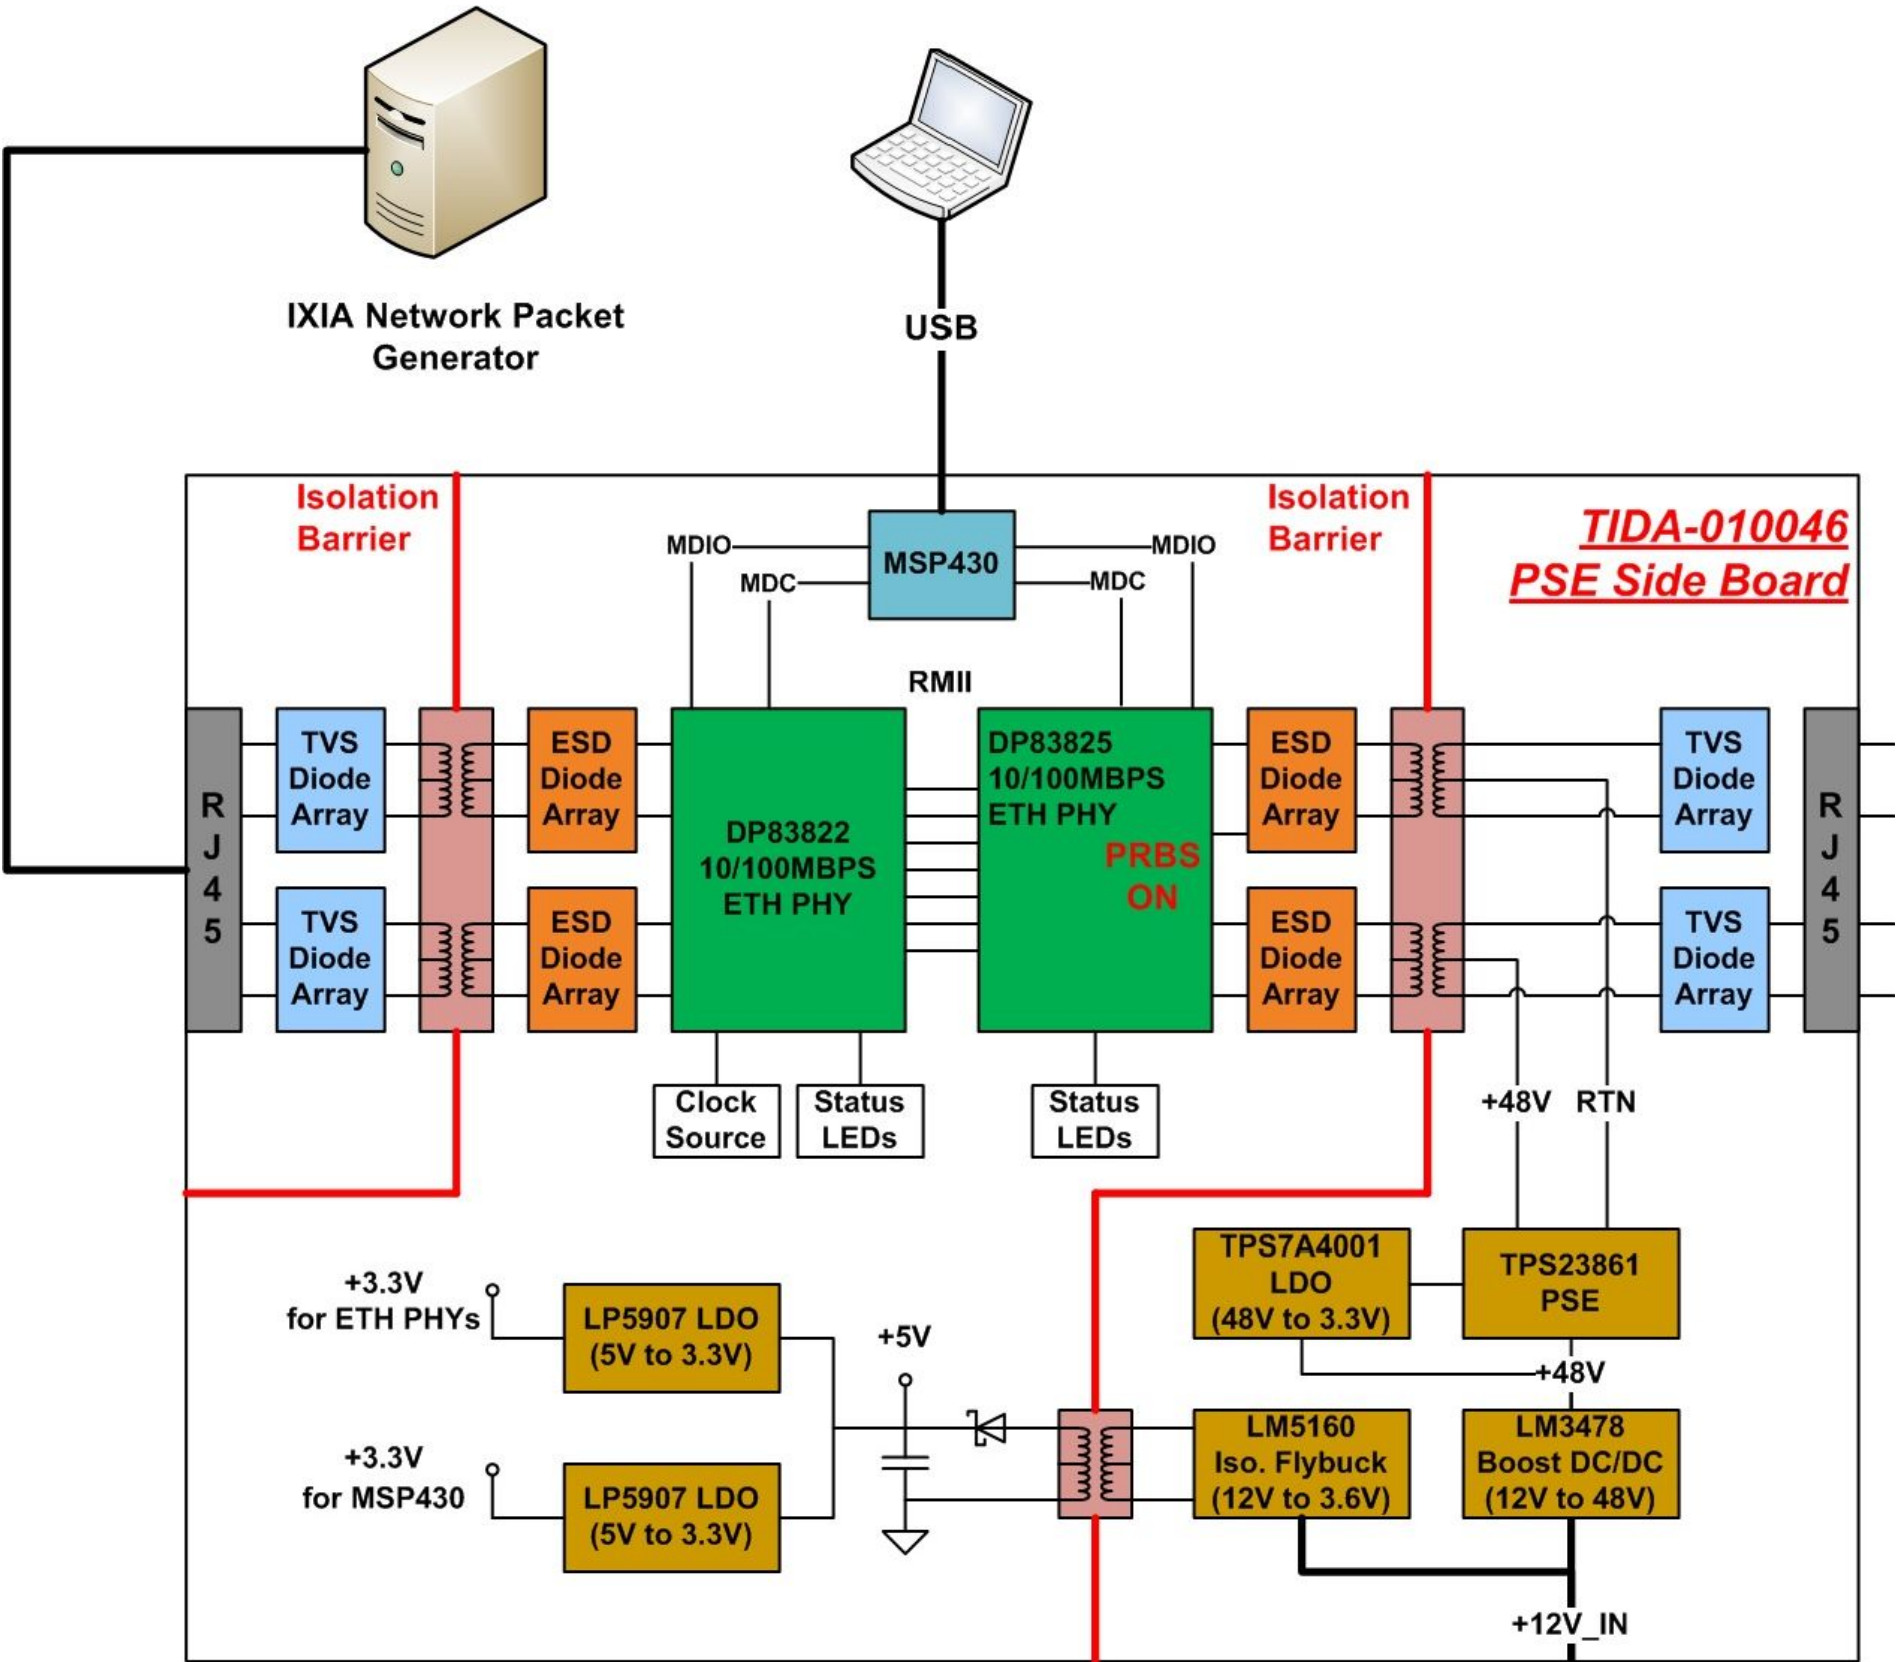 IXIA Network Packet
Generator
USB
Isolation
Barrier
Isolation
Barrier
TIDA-010046
PSE Side Board
MDIO
MDC
MSP430
MDIO
MDC
RMII
R
J
4
5
TVS
Diode
Array
TVS
Diode
Array
ESD
Diode
Array
ESD
Diode
Array
DP83822
10/100MBPS
ETH PHY
DP83825
10/100MBPS
ETH PHY
PRBS
ON
ESD
Diode
Array
ESD
Diode
Array
TVS
Diode
Array
TVS
Diode
Array
R
J
4
5
Clock
Source
Status
LEDs
Status
LEDs
+48V
RTN
+3.3V
for ETH PHYs
LP5907 LDO
(5V to 3.3V)
+5V
TPS7A4001
LDO
(48V to 3.3V)
TPS23861
PSE
+48V
+3.3V
for MSP430
LP5907 LDO
(5V to 3.3V)
LM5160
Iso. Flybuck
(12V to 3.6V)
LM3478
Boost DC/DC
(12V to 48V)
+12V_IN